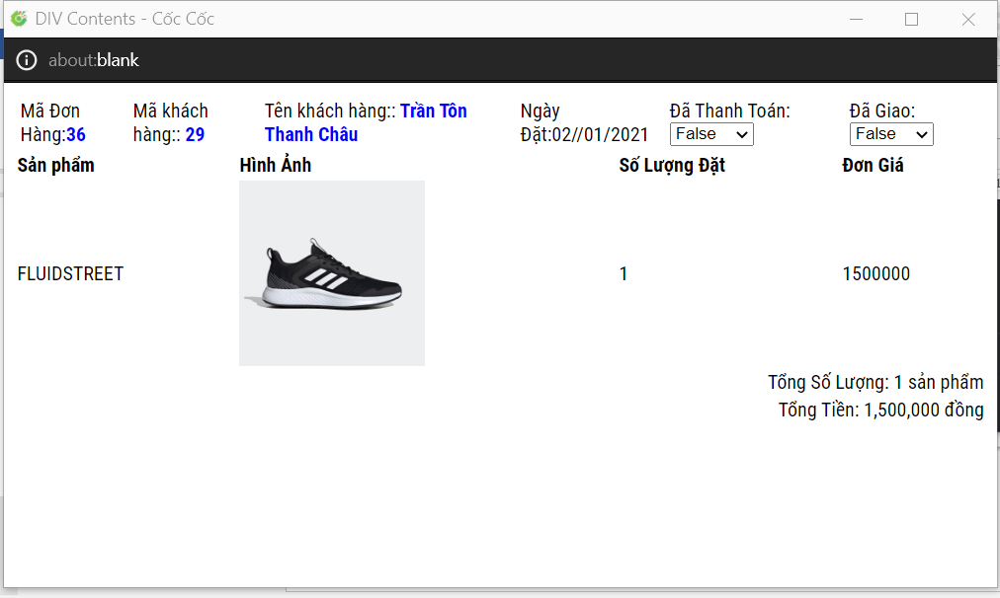 DIV Contents - Cốc Cốc
about:blank
Mã Đơn Hàng:36
Mã khách hàng:: 29
Tên khách hàng:: Trần Tôn Thanh Châu
Ngày Đặt:02//01/2021
Đã Thanh Toán:
False
Đã Giao:
False
Sản phẩm Hình Ảnh Số Lượng Đặt Đơn Giá
FLUIDSTREET 1 1500000
Tổng Số Lượng: 1 sản phẩm
Tổng Tiền: 1,500,000 đồng